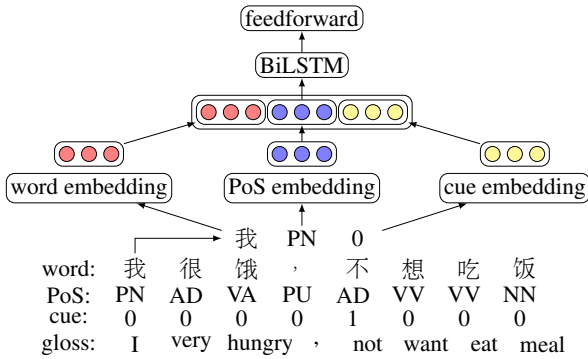 feedforward
BiLSTM
word embedding PoS embedding cue embedding
我 PN 0
word: 我 很 饿 , 不 想 吃 饭
PoS: PN AD VA PU AD VV VV NN
cue: 0 0 0 0 1 0 0 0
gloss: I very hungry , not want eat meal